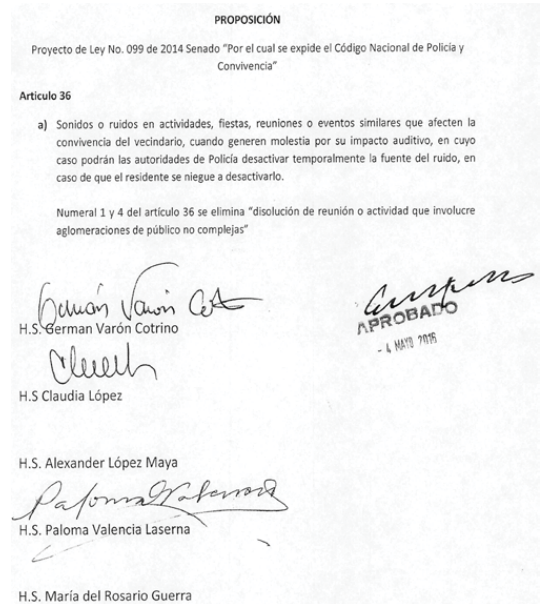 PROPOSICIÓN
Proyecto de Ley No. 099 de 2014 Senado "Por el cual se expide el Código Nacional de Policía y
Convivencia"
Articulo 36
a) Sonidos o ruidos en actividades, fiestas, reuniones o eventos similares que afecten la
convivencia del vecindario, cuando generen molestia por su impacto auditivo, en cuyo
caso podrán las autoridades de Policía desactivar temporalmente la fuente del ruido, en
caso de que el residente se niegue a desactivarlo.
Numeral 1 y 4 del artículo 36 se elimina "disolución de reunión o actividad que involucre
aglomeraciones de público no complejas"
Germán Varón Cot
H.S. German Varón Cotrino
APROBADO
- 4 MAYO 2016
H.S Claudia López
H.S. Alexander López Maya
Paloma Valencia
H.S. Paloma Valencia Laserna
H.S. María del Rosario Guerra